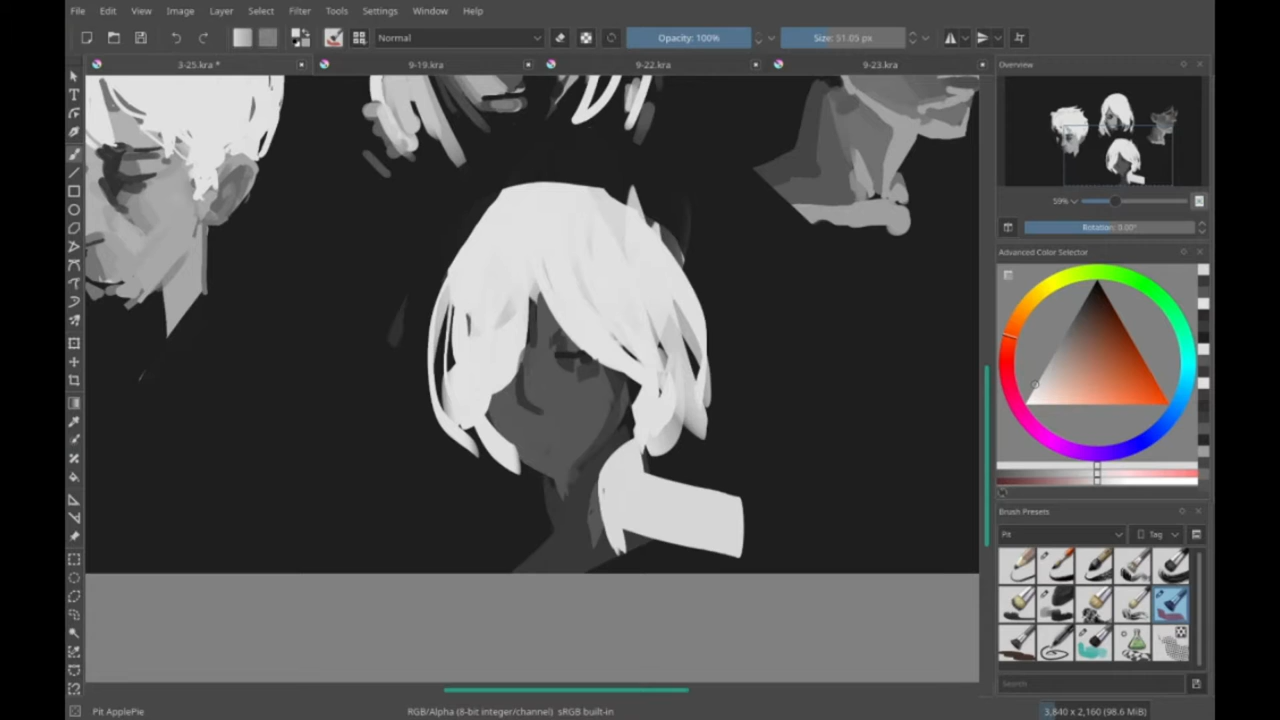 File Edit View Image Layer Select Filter Tools Settings Window Help
Normal Opacity: 100% Size: 31.05 px
3-25.kra * 9-19.kra 9-22.kra 9-23.kra
Overview
59%
Rotation: 0.00°
Advanced Color Selector
Brush Presets
Pit Tag
Search
Pit ApplePie RGB/Alpha (8-bit integer/channel) sRGB built-in 3,840 x 2,160 (98.6 MiB)